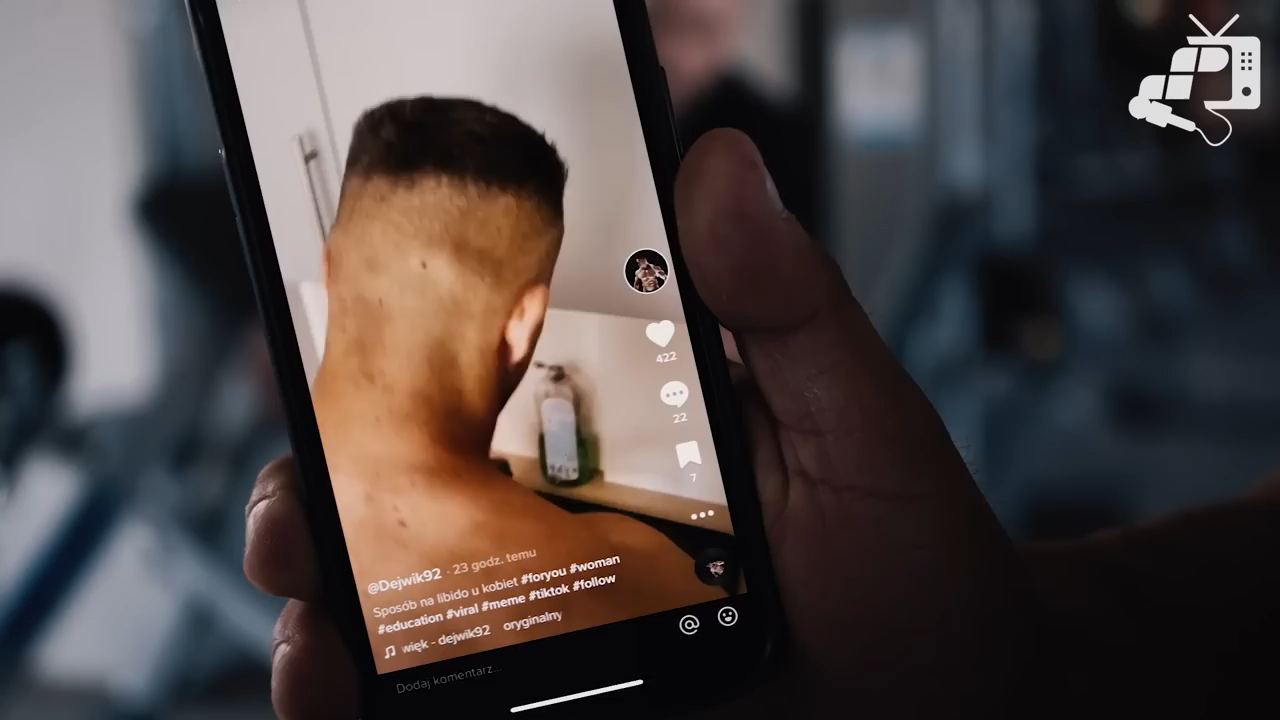 422
22
7
@Dejwik92 · 23 godz. temu
Sposób na libido u kobiet #foryou #woman
#education #viral #meme #tiktok #follow
więk - dejwik92 oryginalny
Dodaj komentarz...